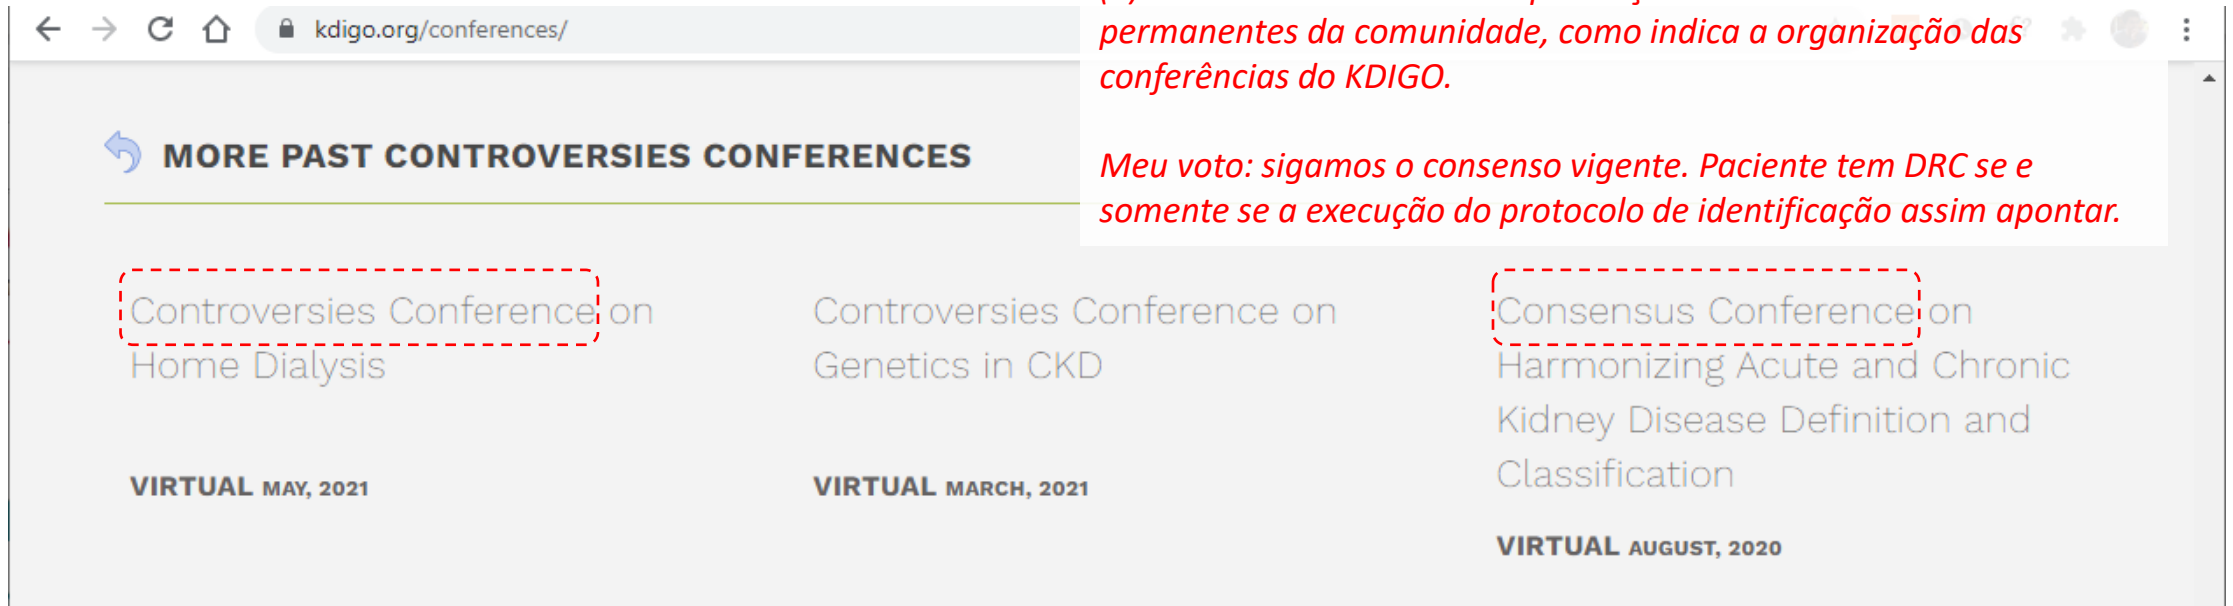 kdigo.org/conferences/
permanentes da comunidade, como indica a organização das
conferências do KDIGO.
Meu voto: sigamos o consenso vigente. Paciente tem DRC se e
somente se a execução do protocolo de identificação assim apontar.
MORE PAST CONTROVERSIES CONFERENCES
Controversies Conference on
Home Dialysis
VIRTUAL MAY, 2021
Controversies Conference on
Genetics in CKD
VIRTUAL MARCH, 2021
Consensus Conference on
Harmonizing Acute and Chronic
Kidney Disease Definition and
Classification
VIRTUAL AUGUST, 2020